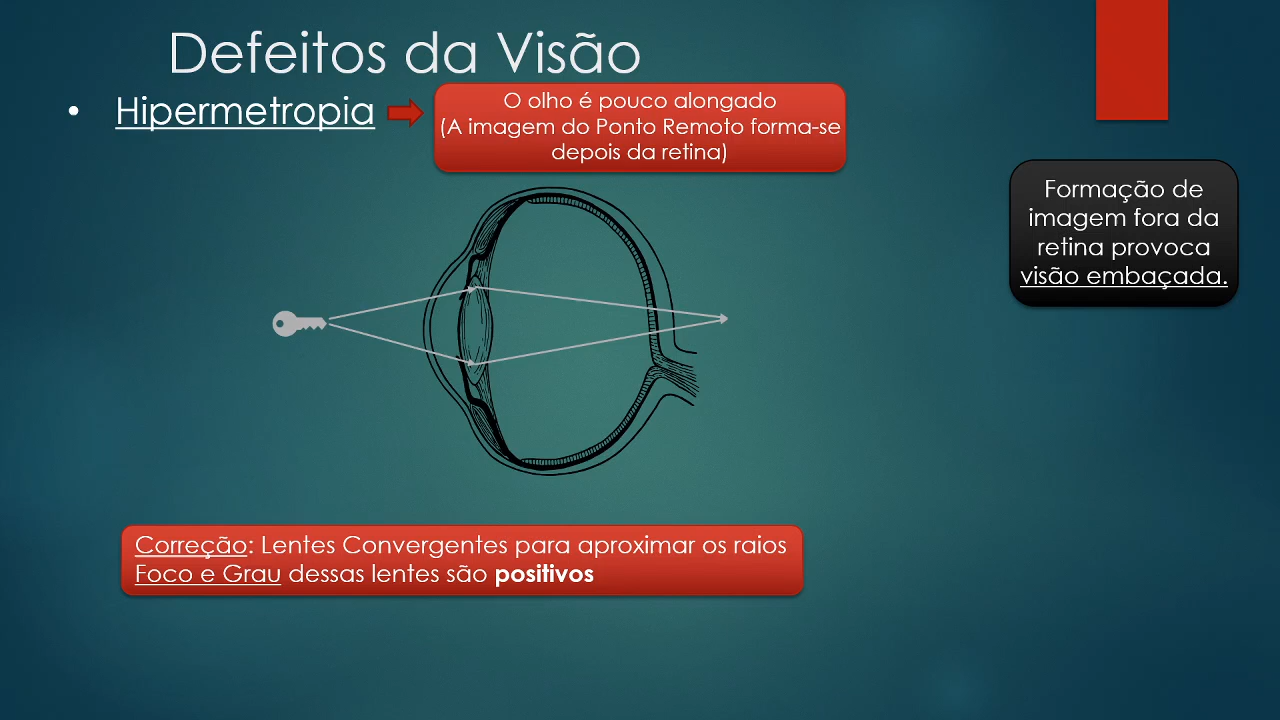 Defeitos da Visão
• Hipermetropia
O olho é pouco alongado
(A imagem do Ponto Remoto forma-se
depois da retina)
Formação de
imagem fora da
retina provoca
visão embaçada.
Correção: Lentes Convergentes para aproximar os raios
Foco e Grau dessas lentes são positivos